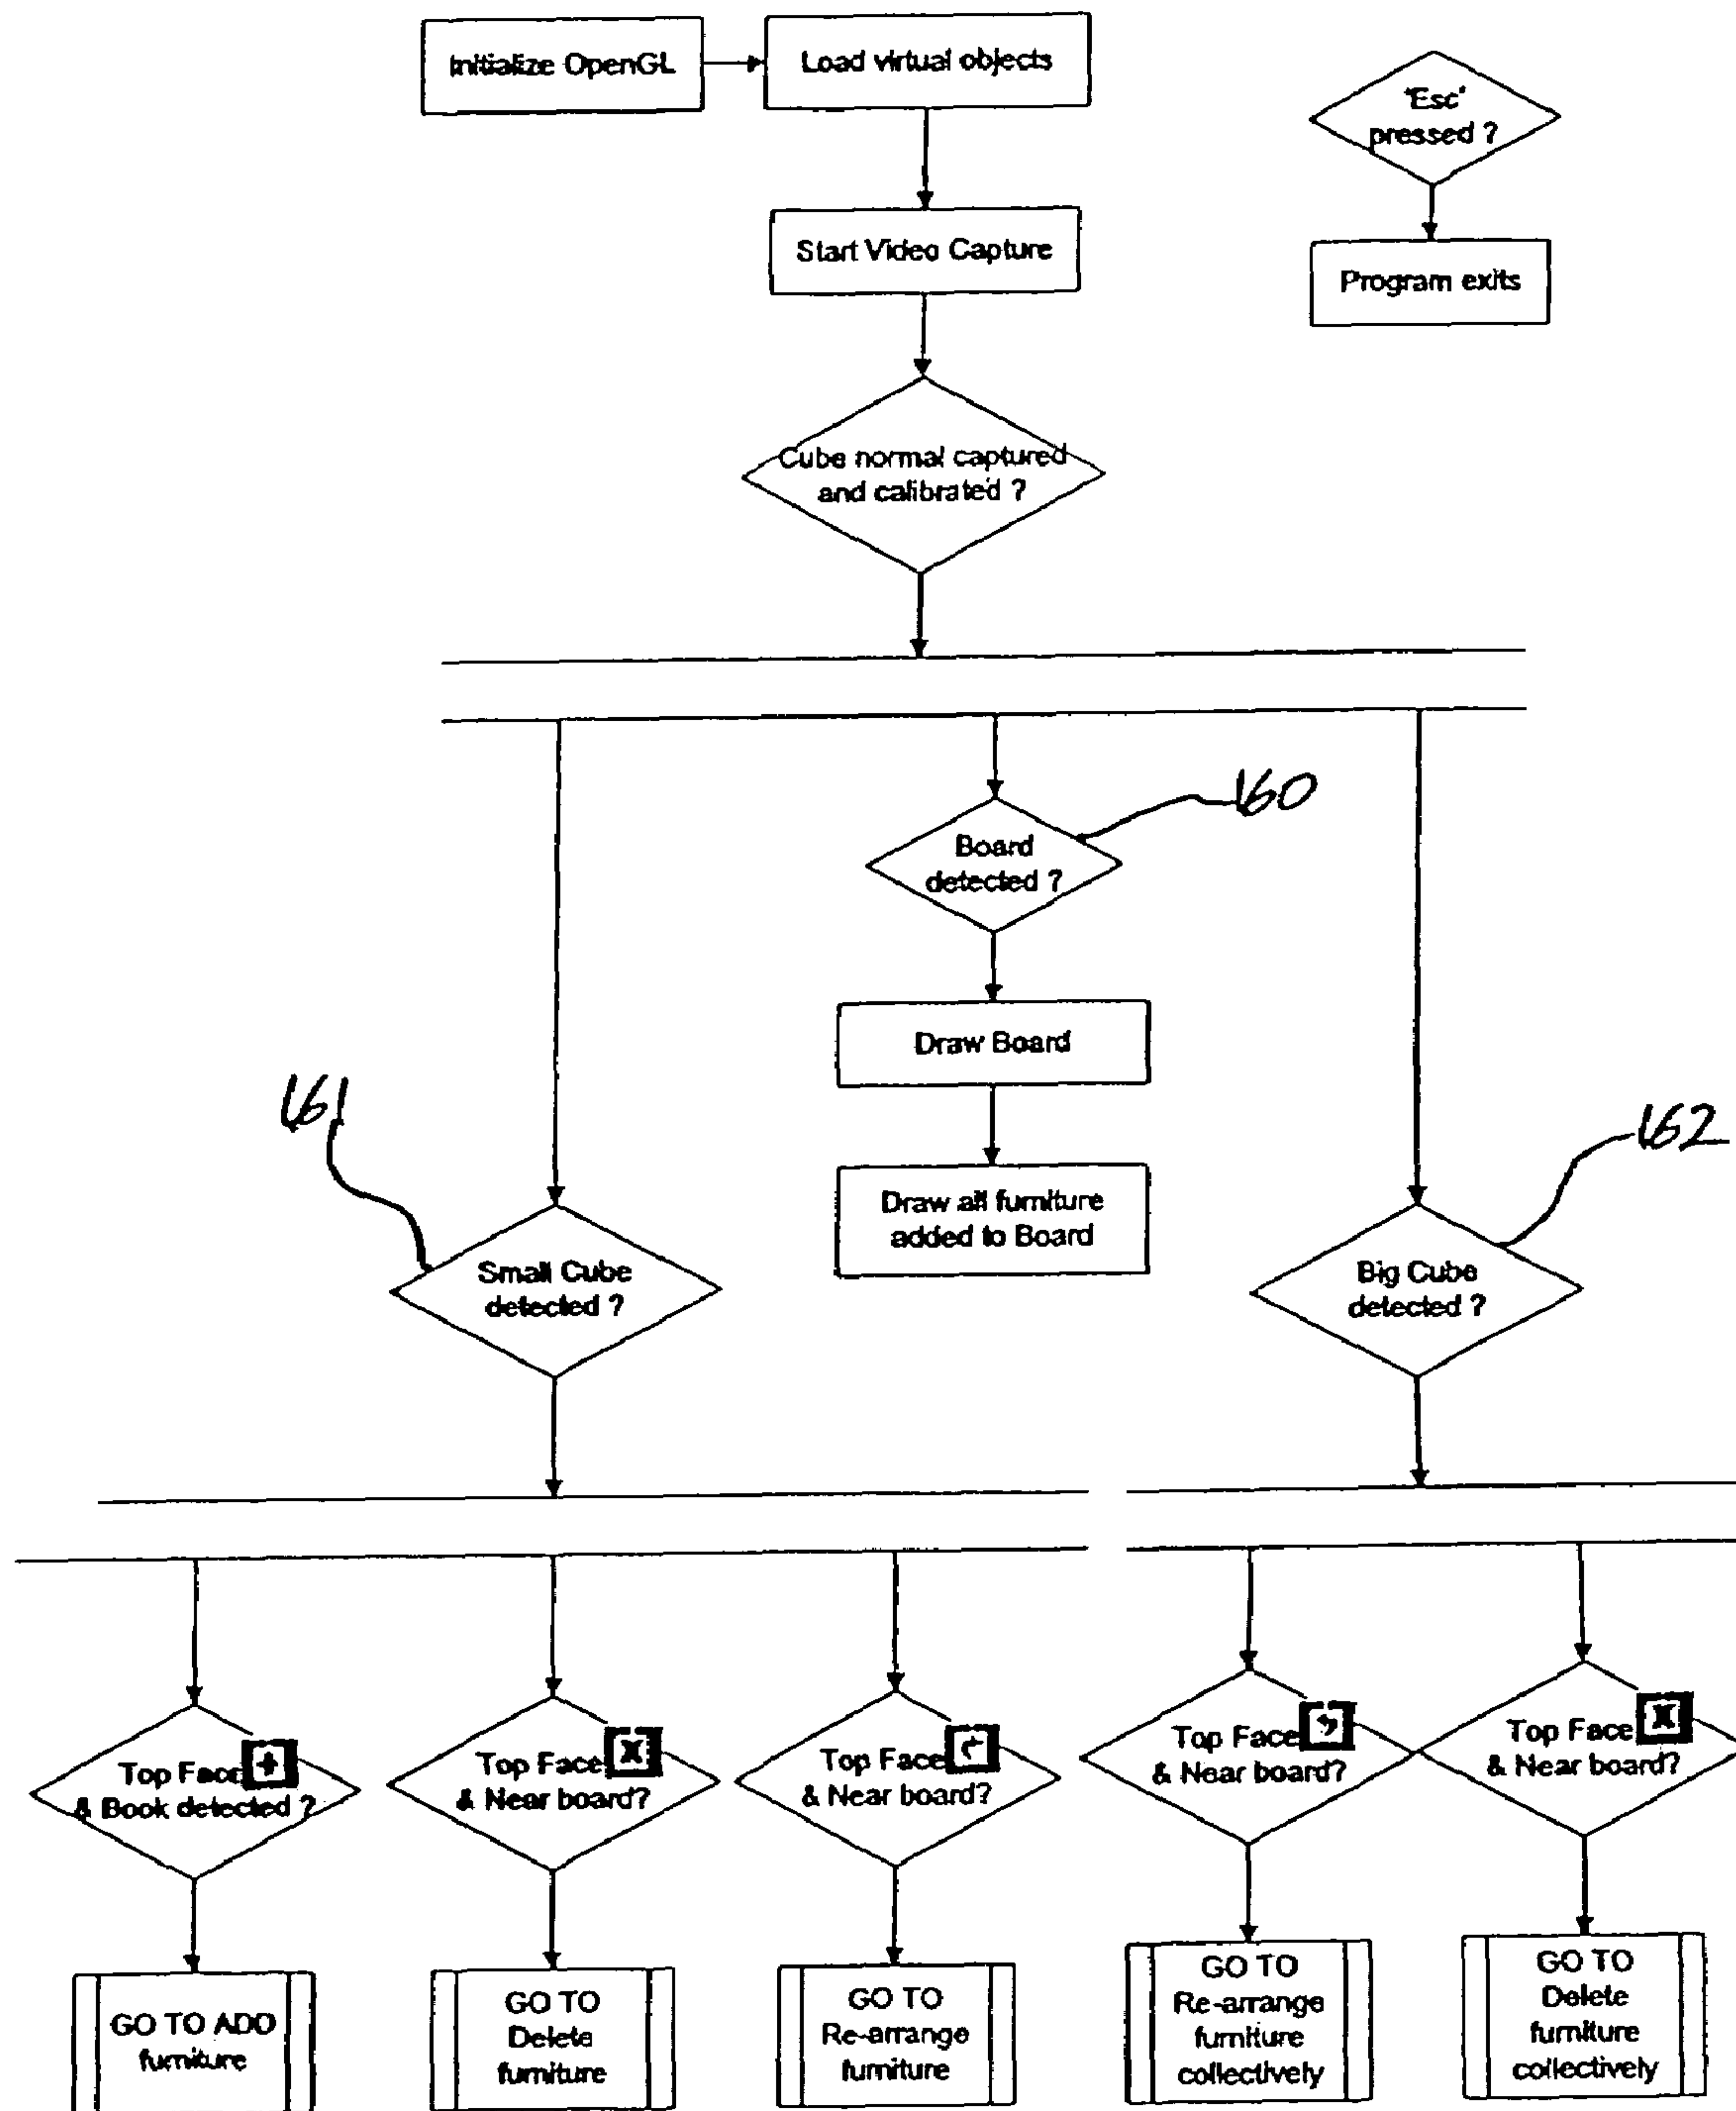 Initialize OpenGL
Load virtual objects
'Esc'
pressed ?
Start Video Capture
Program exits
Cube normal captured
and calibrated ?
160
Board
detected ?
Draw Board
161
162
Draw all furniture
added to Board
Small Cube
detected ?
Big Cube
detected ?
Top Face +
& Book detected ?
Top Face X
& Near board?
Top Face
& Near board?
Top Face
& Near board?
Top Face X
& Near board?
GO TO ADD
furniture
GO TO
Delete
furniture
GO TO
Re-arrange
furniture
GO TO
Re-arrange
furniture
collectively
GO TO
Delete
furniture
collectively